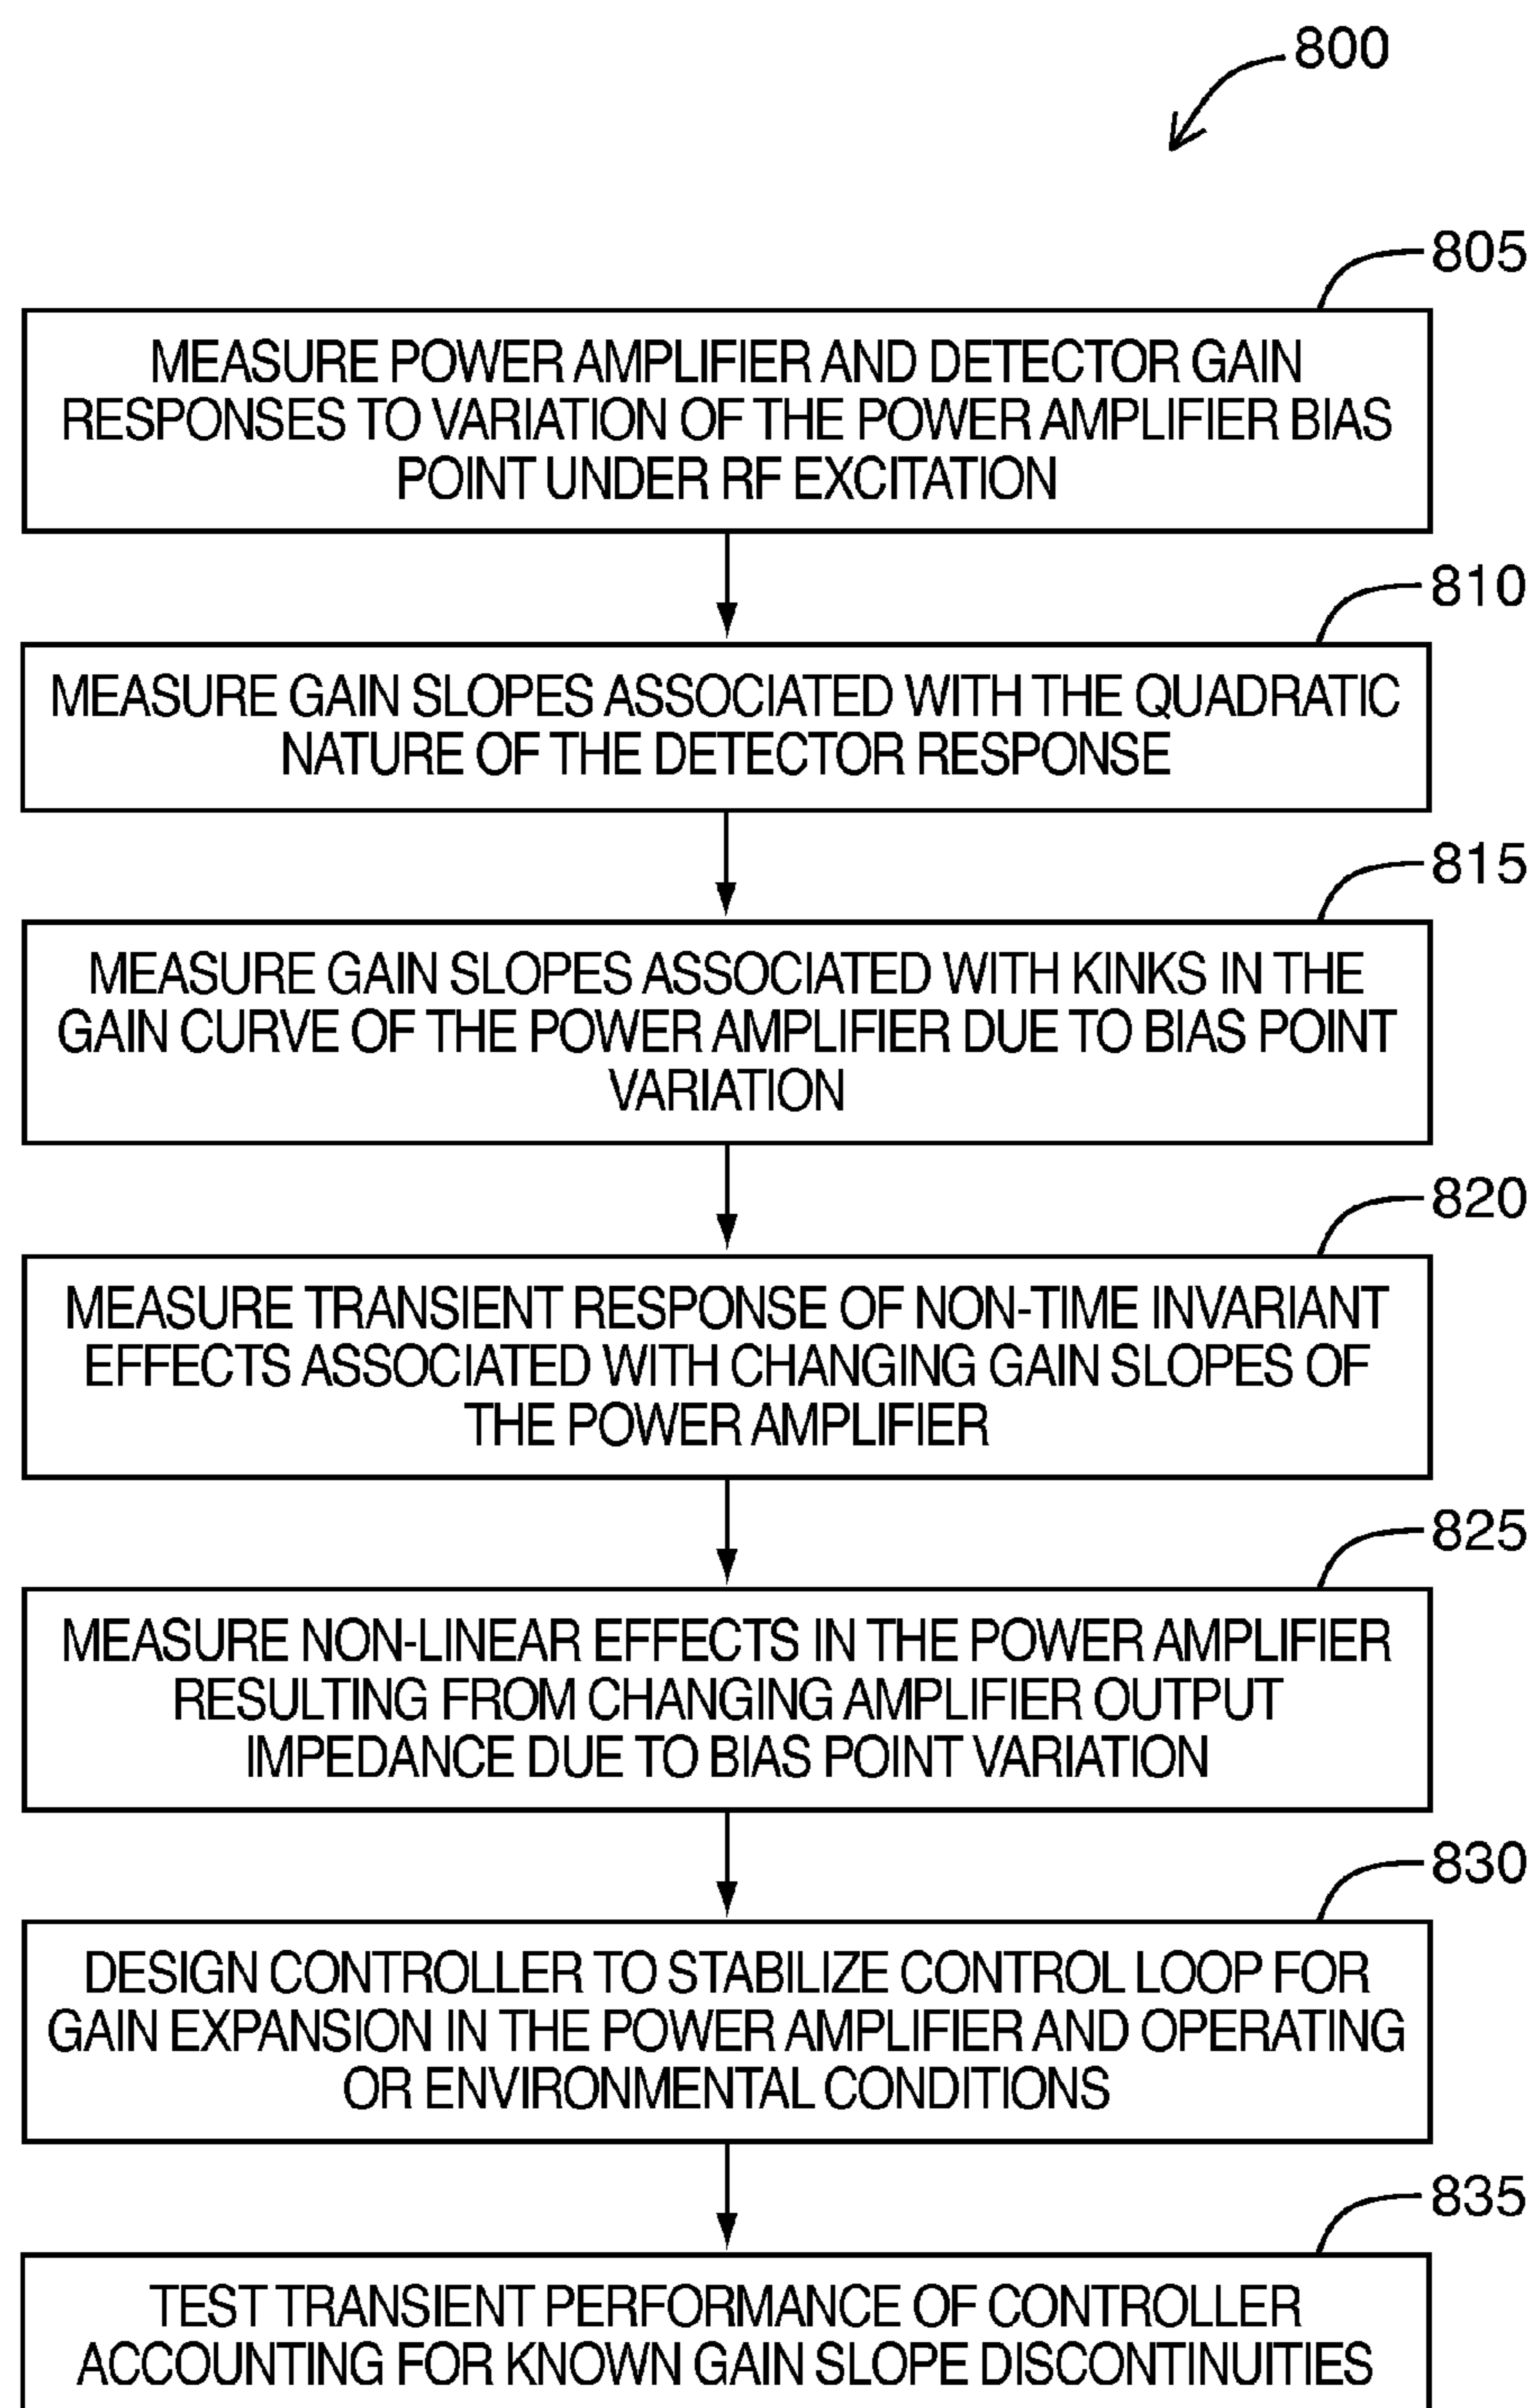 800
805
MEASURE POWER AMPLIFIER AND DETECTOR GAIN
RESPONSES TO VARIATION OF THE POWER AMPLIFIER BIAS
POINT UNDER RF EXCITATION
810
MEASURE GAIN SLOPES ASSOCIATED WITH THE QUADRATIC
NATURE OF THE DETECTOR RESPONSE
815
MEASURE GAIN SLOPES ASSOCIATED WITH KINKS IN THE
GAIN CURVE OF THE POWER AMPLIFIER DUE TO BIAS POINT
VARIATION
820
MEASURE TRANSIENT RESPONSE OF NON-TIME INVARIANT
EFFECTS ASSOCIATED WITH CHANGING GAIN SLOPES OF
THE POWER AMPLIFIER
825
MEASURE NON-LINEAR EFFECTS IN THE POWER AMPLIFIER
RESULTING FROM CHANGING AMPLIFIER OUTPUT
IMPEDANCE DUE TO BIAS POINT VARIATION
830
DESIGN CONTROLLER TO STABILIZE CONTROL LOOP FOR
GAIN EXPANSION IN THE POWER AMPLIFIER AND OPERATING
OR ENVIRONMENTAL CONDITIONS
835
TEST TRANSIENT PERFORMANCE OF CONTROLLER
ACCOUNTING FOR KNOWN GAIN SLOPE DISCONTINUITIES